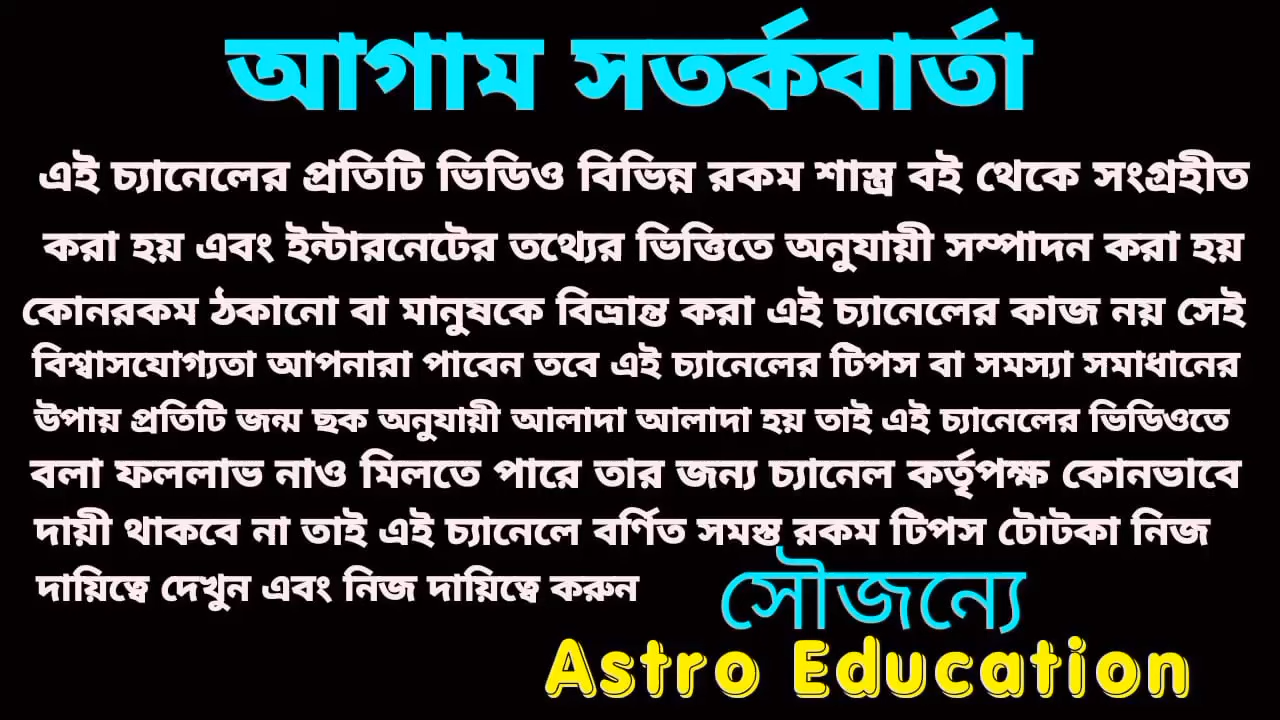 আগাম সতর্কবার্তা
এই চ্যানেলের প্রতিটি ভিডিও বিভিন্ন রকম শাস্ত্র বই থেকে সংগ্রহীত
করা হয় এবং ইন্টারনেটের তথ্যের ভিত্তিতে অনুযায়ী সম্পাদন করা হয়
কোনরকম ঠকানো বা মানুষকে বিভ্রান্ত করা এই চ্যানেলের কাজ নয় সেই
বিশ্বাসযোগ্যতা আপনারা পাবেন তবে এই চ্যানেলের টিপস বা সমস্যা সমাধানের
উপায় প্রতিটি জন্ম ছক অনুযায়ী আলাদা আলাদা হয় তাই এই চ্যানেলের ভিডিওতে
বলা ফললাভ নাও মিলতে পারে তার জন্য চ্যানেল কর্তৃপক্ষ কোনভাবে
দায়ী থাকবে না তাই এই চ্যানেলে বর্ণিত সমস্ত রকম টিপস টোটকা নিজ
দায়িত্বে দেখুন এবং নিজ দায়িত্বে করুন
সৌজন্যে
Astro Education